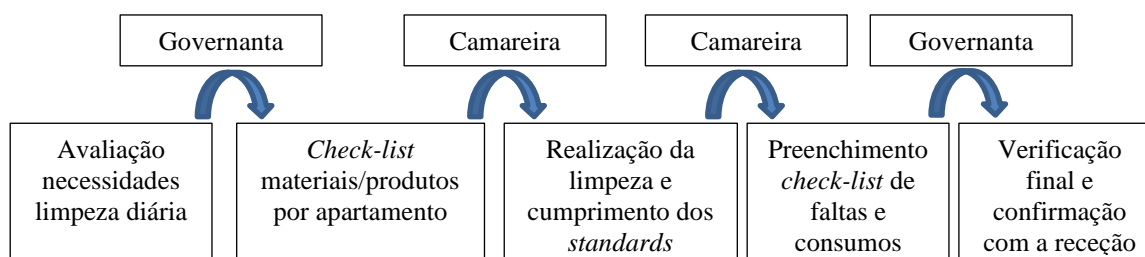 Governanta
Camareira
Camareira
Governanta
Avaliação
necessidades
limpeza diária
Check-list
materiais/produtos
por apartamento
Realização da
limpeza e
cumprimento dos
standards
Preenchimento
check-list de
faltas e
consumos
Verificação
final e
confirmação
com a receção